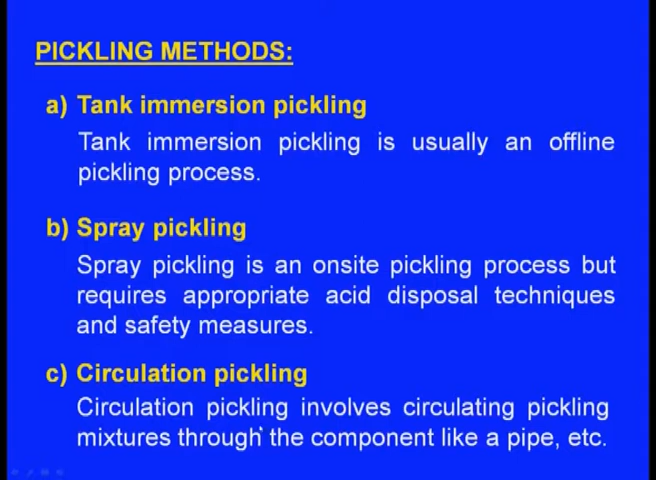 PICKLING METHODS:
a) Tank immersion pickling
Tank immersion pickling is usually an offline
pickling process.
b) Spray pickling
Spray pickling is an onsite pickling process but
requires appropriate acid disposal techniques
and safety measures.
c) Circulation pickling
Circulation pickling involves circulating pickling
mixtures through the component like a pipe, etc.